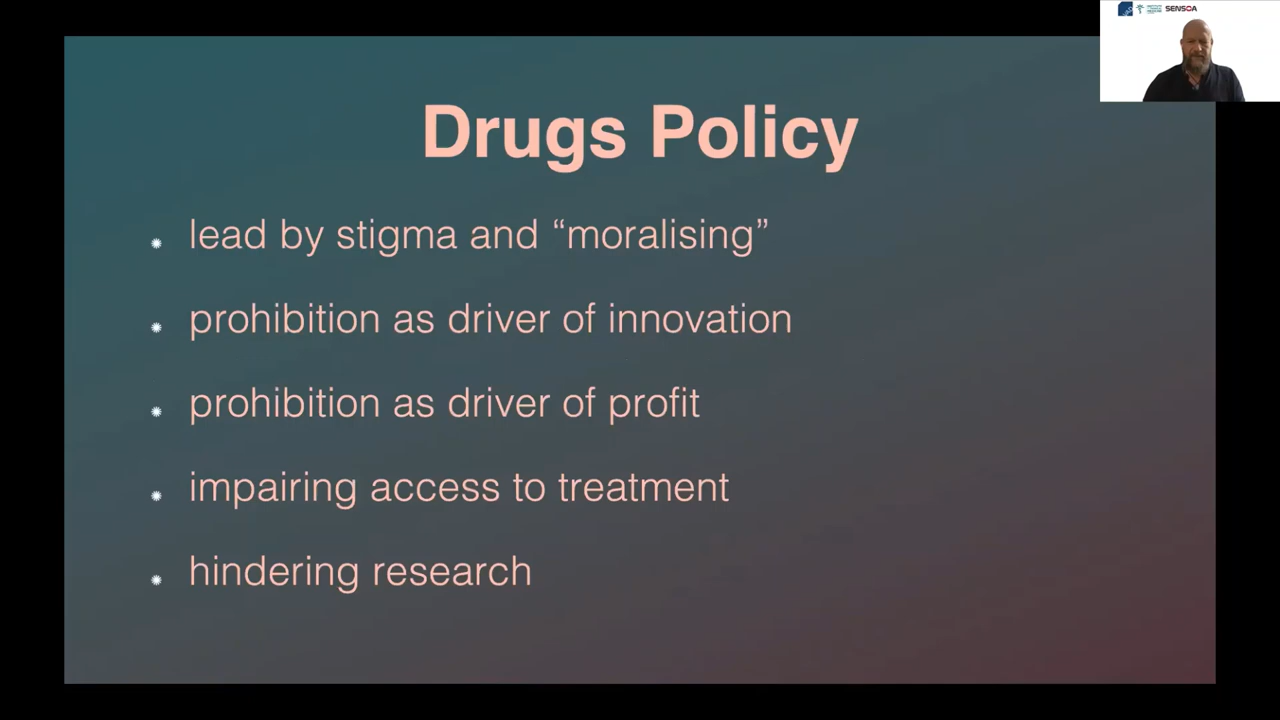 SENSOA
Drugs Policy
lead by stigma and “moralising”
prohibition as driver of innovation
prohibition as driver of profit
impairing access to treatment
hindering research